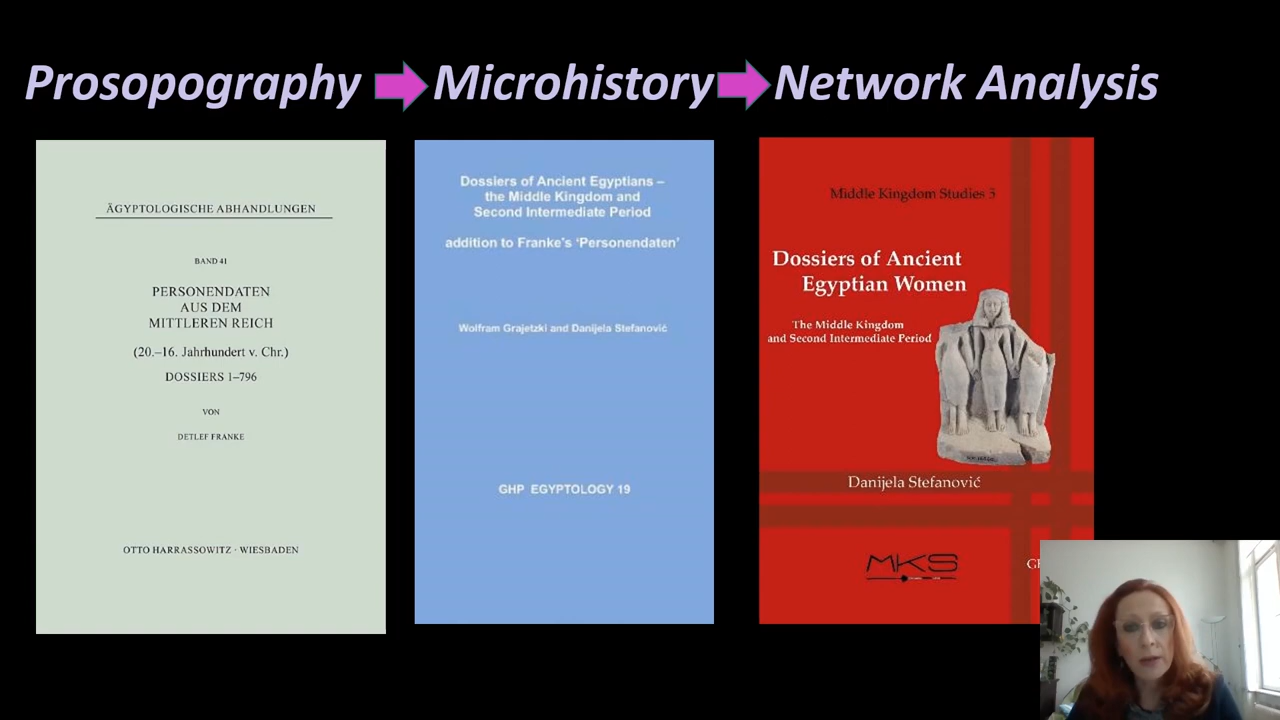 Prosopography Microhistory Network Analysis
ÄGYPTOLOGISCHE ABHANDLUNGEN
BAND 41
PERSONENDATEN
AUS DEM
MITTLEREN REICH
(20.–16. Jahrhundert v. Chr.)
DOSSIERS 1–796
VON
DETLEF FRANKE
OTTO HARRASSOWITZ · WIESBADEN
Dossiers of Ancient Egyptians –
the Middle Kingdom and
Second Intermediate Period
addition to Franke's 'Personendaten'
Wolfram Grajetzki and Danijela Stefanović
GHP EGYPTOLOGY 19
Middle Kingdom Studies 3
Dossiers of Ancient
Egyptian Women
The Middle Kingdom
and Second Intermediate Period
Danijela Stefanović
MKS